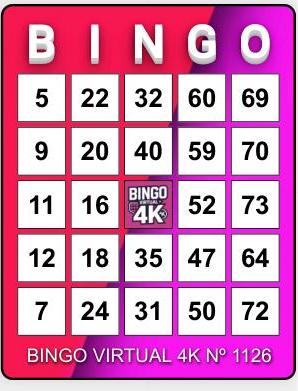 B I N G O
5 22 32 60 69
9 20 40 59 70
11 16 BINGO VIRTUAL 4K 52 73
12 18 35 47 64
7 24 31 50 72
BINGO VIRTUAL 4K Nº 1126